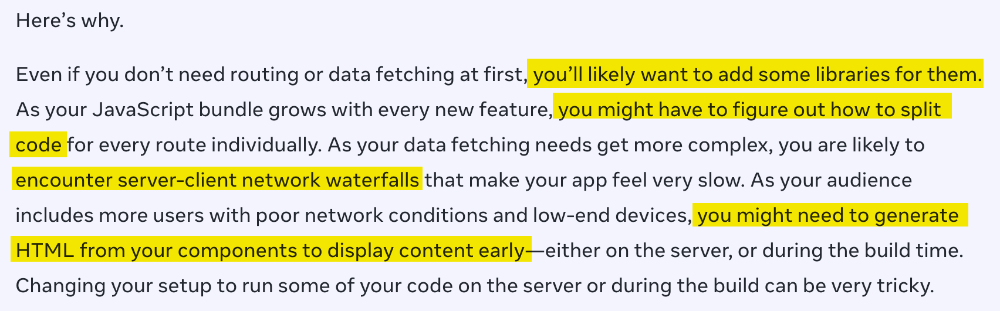 Here’s why.
Even if you don’t need routing or data fetching at first, you’ll likely want to add some libraries for them.
As your JavaScript bundle grows with every new feature, you might have to figure out how to split
code for every route individually. As your data fetching needs get more complex, you are likely to
encounter server-client network waterfalls that make your app feel very slow. As your audience
includes more users with poor network conditions and low-end devices, you might need to generate
HTML from your components to display content early—either on the server, or during the build time.
Changing your setup to run some of your code on the server or during the build can be very tricky.